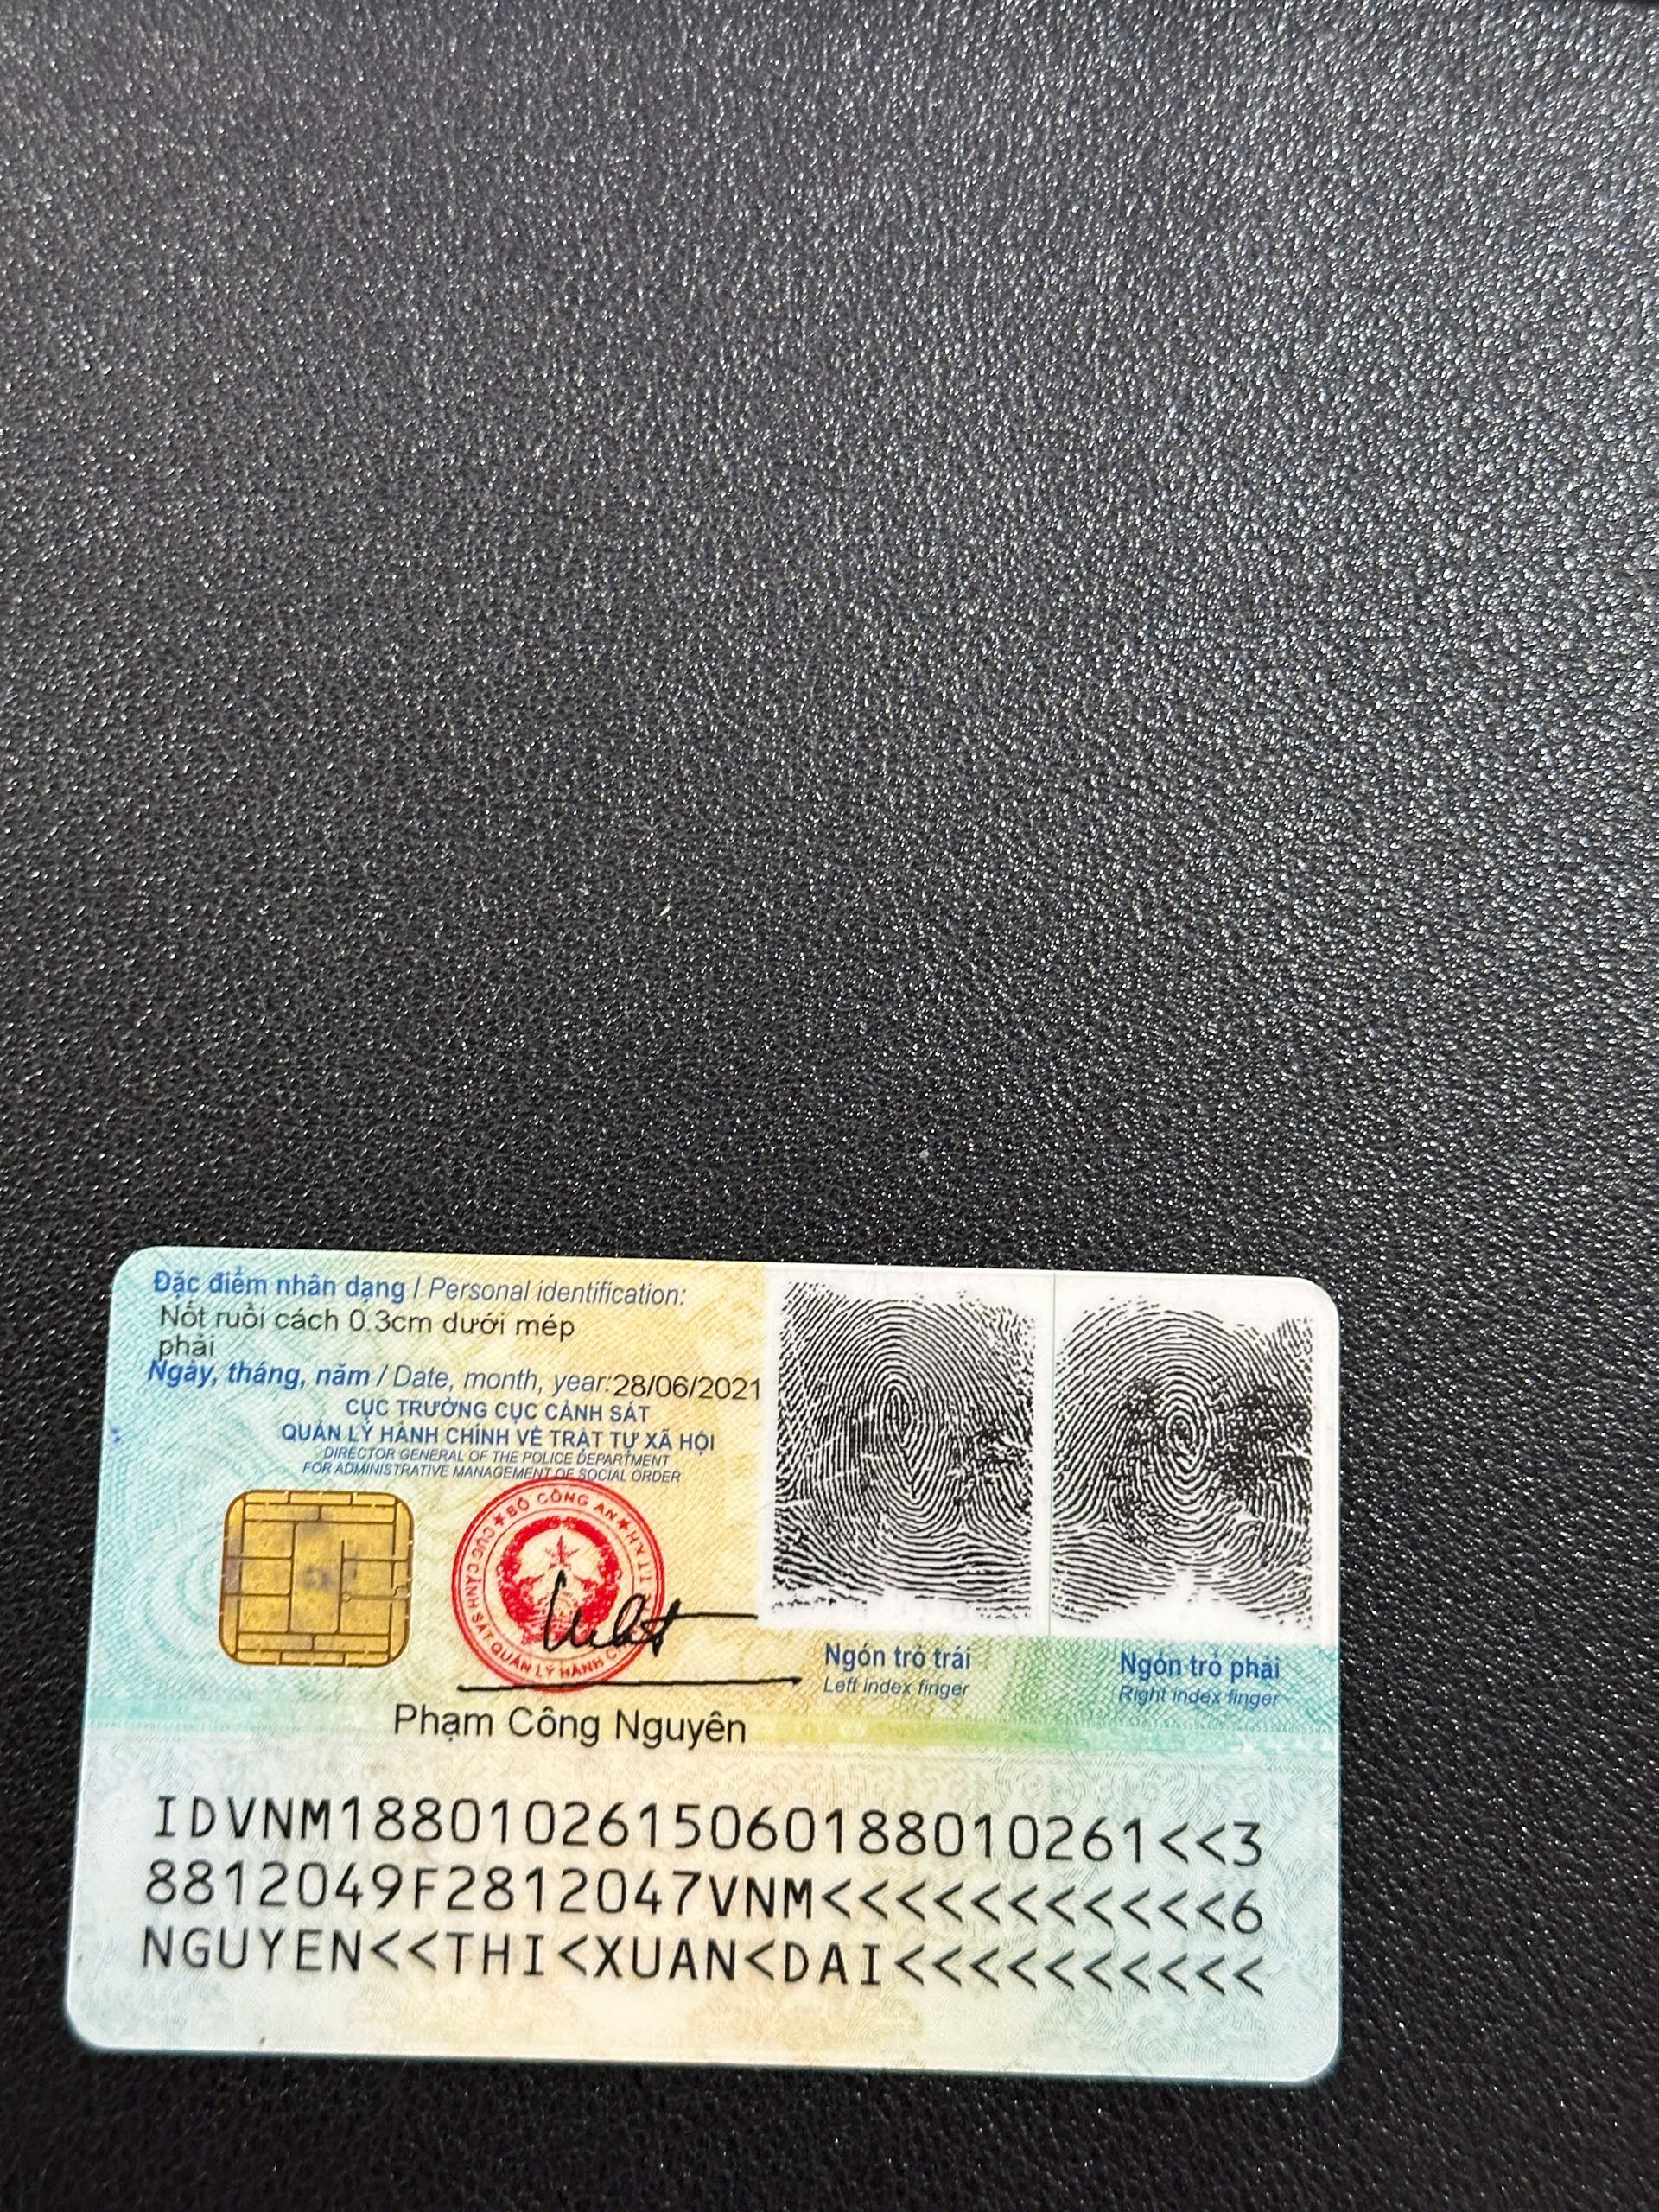 Đặc điểm nhân dạng / Personal identification:
Nốt ruồi cách 0.3cm dưới mép
phải
Ngày, tháng, năm / Date, month, year:28/06/2021
CỤC TRƯỞNG CỤC CẢNH SÁT
QUẢN LÝ HÀNH CHÍNH VỀ TRẬT TỰ XÃ HỘI
DIRECTOR GENERAL OF THE POLICE DEPARTMENT
FOR ADMINISTRATIVE MANAGEMENT OF SOCIAL ORDER
BỘ CÔNG AN
CỤC CẢNH SÁT QUẢN LÝ HÀNH
Ngón trỏ trái
Left index finger
Ngón trỏ phải
Right index finger
Phạm Công Nguyên
IDVNM1880102615060188010261<<3
8812049F2812047VNM<<<<<<<<<<<6
NGUYEN<<THI<XUAN<DAI<<<<<<<<<<